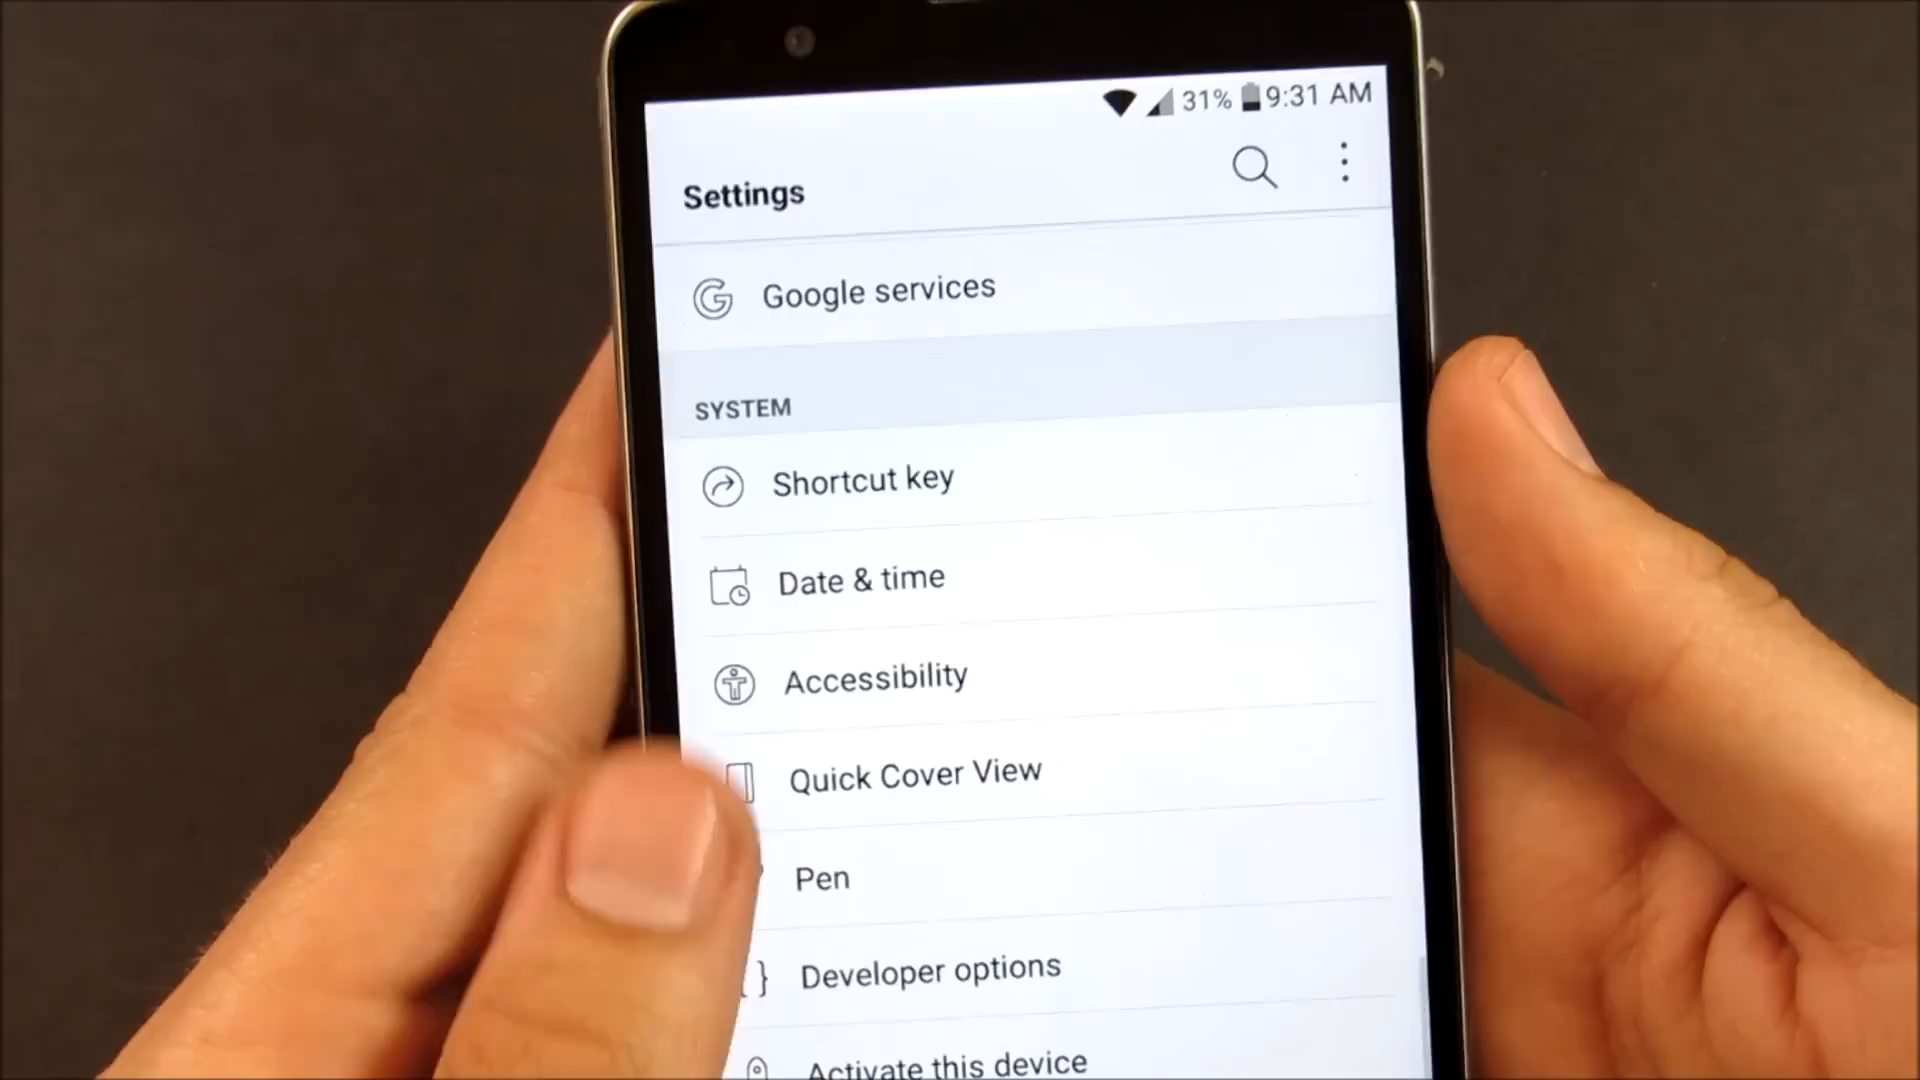 31% 9:31 AM
Settings
Google services
SYSTEM
Shortcut key
Date & time
Accessibility
Quick Cover View
Pen
Developer options
Activate this device